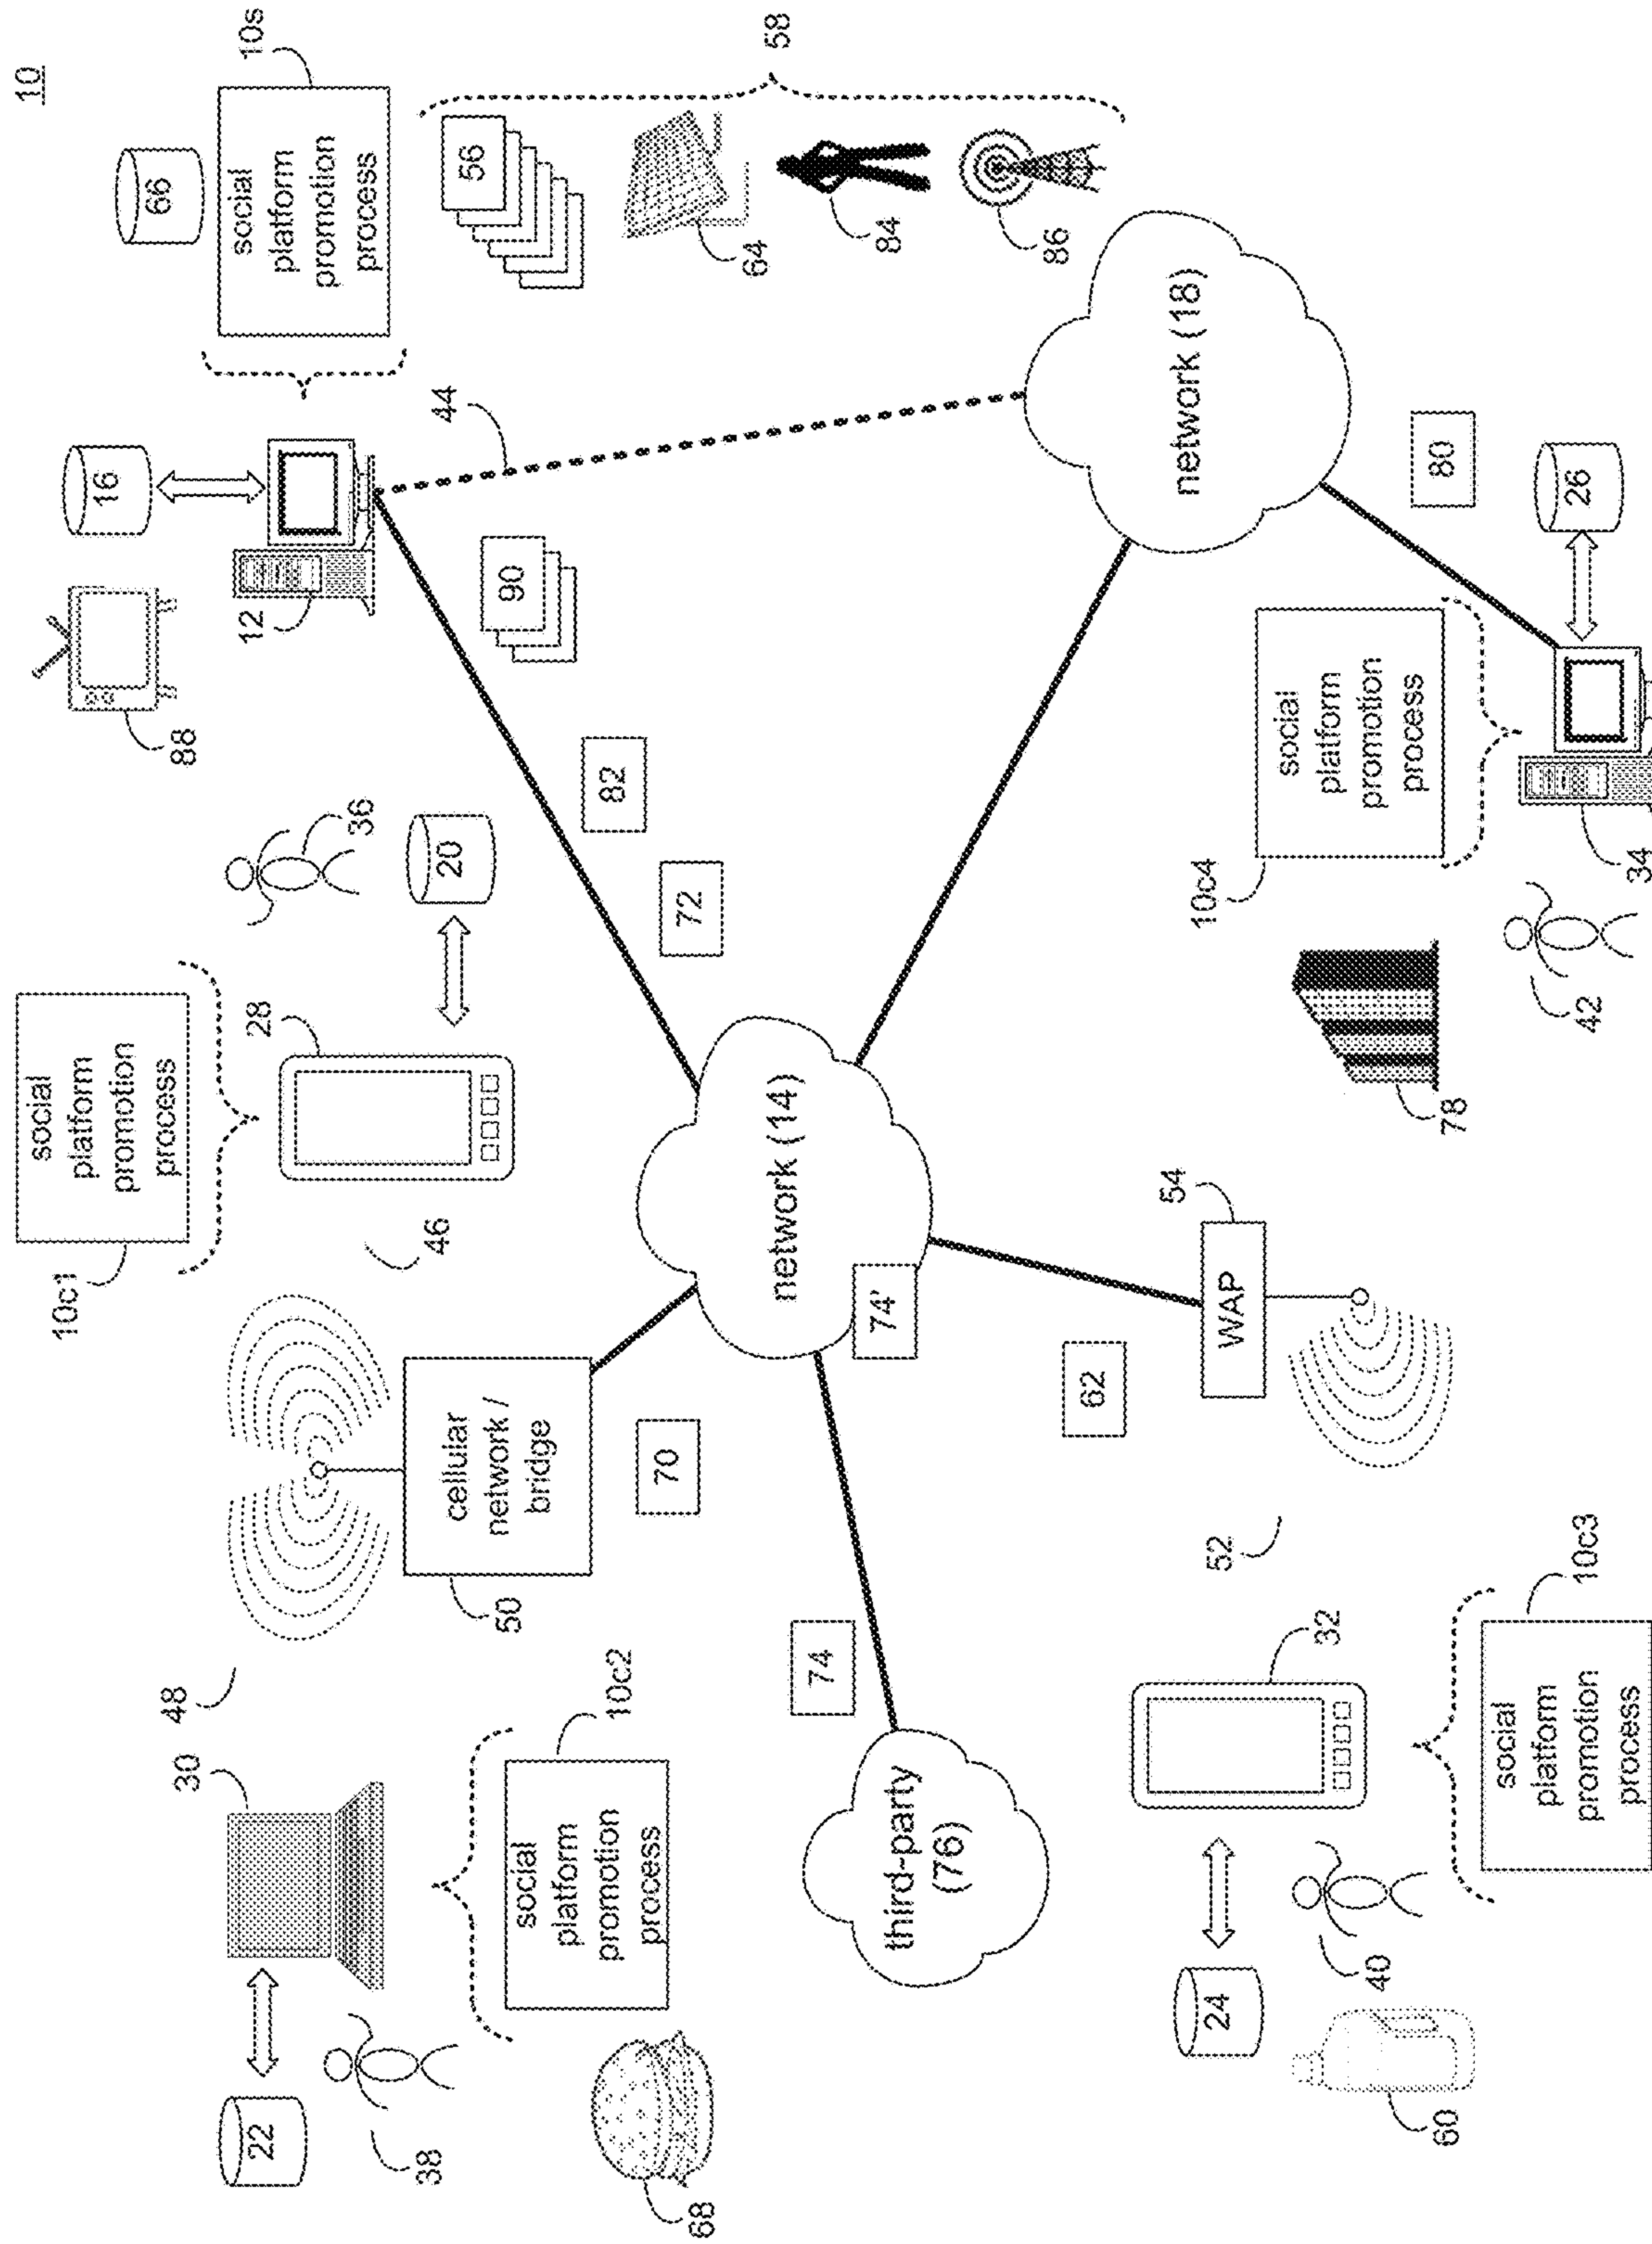 10
10c1
social
platform
promotion
process
16
66
48
30
88
12
10s
social
platform
promotion
process
22
28
36
38
46
20
44
50
cellular
network /
bridge
56
90
social
platform
promotion
process
10c2
82
68
70
72
64
58
74
network (14)
84
74'
third-party
(76)
86
62
54
WAP
network (18)
24
52
10c4
social
platform
promotion
process
32
40
60
78
80
26
42
10c3
social
platform
promotion
process
34